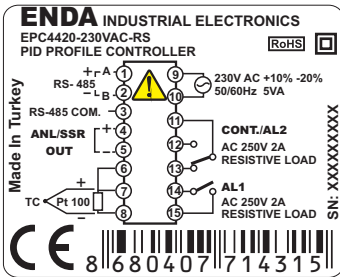 ENDA INDUSTRIAL ELECTRONICS
EPC4420-230VAC-RS
PID PROFILE CONTROLLER
RoHS
Made In Turkey
RS-485
+ A
- B
RS-485 COM.
ANL/SSR
OUT
+
-
TC
Pt 100
+
-
1
2
3
4
5
6
7
8
9
10
11
12
13
14
15
230V AC +10% -20%
50/60Hz 5VA
CONT./AL2
AC 250V 2A
RESISTIVE LOAD
AL1
AC 250V 2A
RESISTIVE LOAD
SN: XXXXXXXXX
CE
8 680407 714315